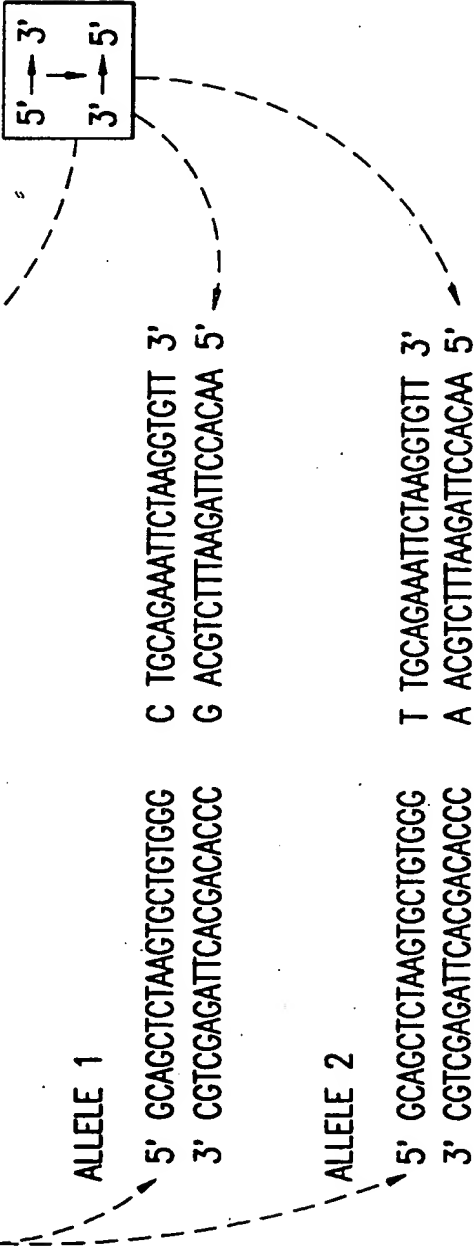 5' → 3'
3' → 5'
ALLELE 1
5' GCAGCTCTAAGTGCTGTGGG C TGCAGAAATTCTAAGGTGTT 3'
3' CGTCGAGATTCACGACACCC G ACGTCTTTAAGATTCCACAA 5'
ALLELE 2
5' GCAGCTCTAAGTGCTGTGGG T TGCAGAAATTCTAAGGTGTT 3'
3' CGTCGAGATTCACGACACCC A ACGTCTTTAAGATTCCACAA 5'